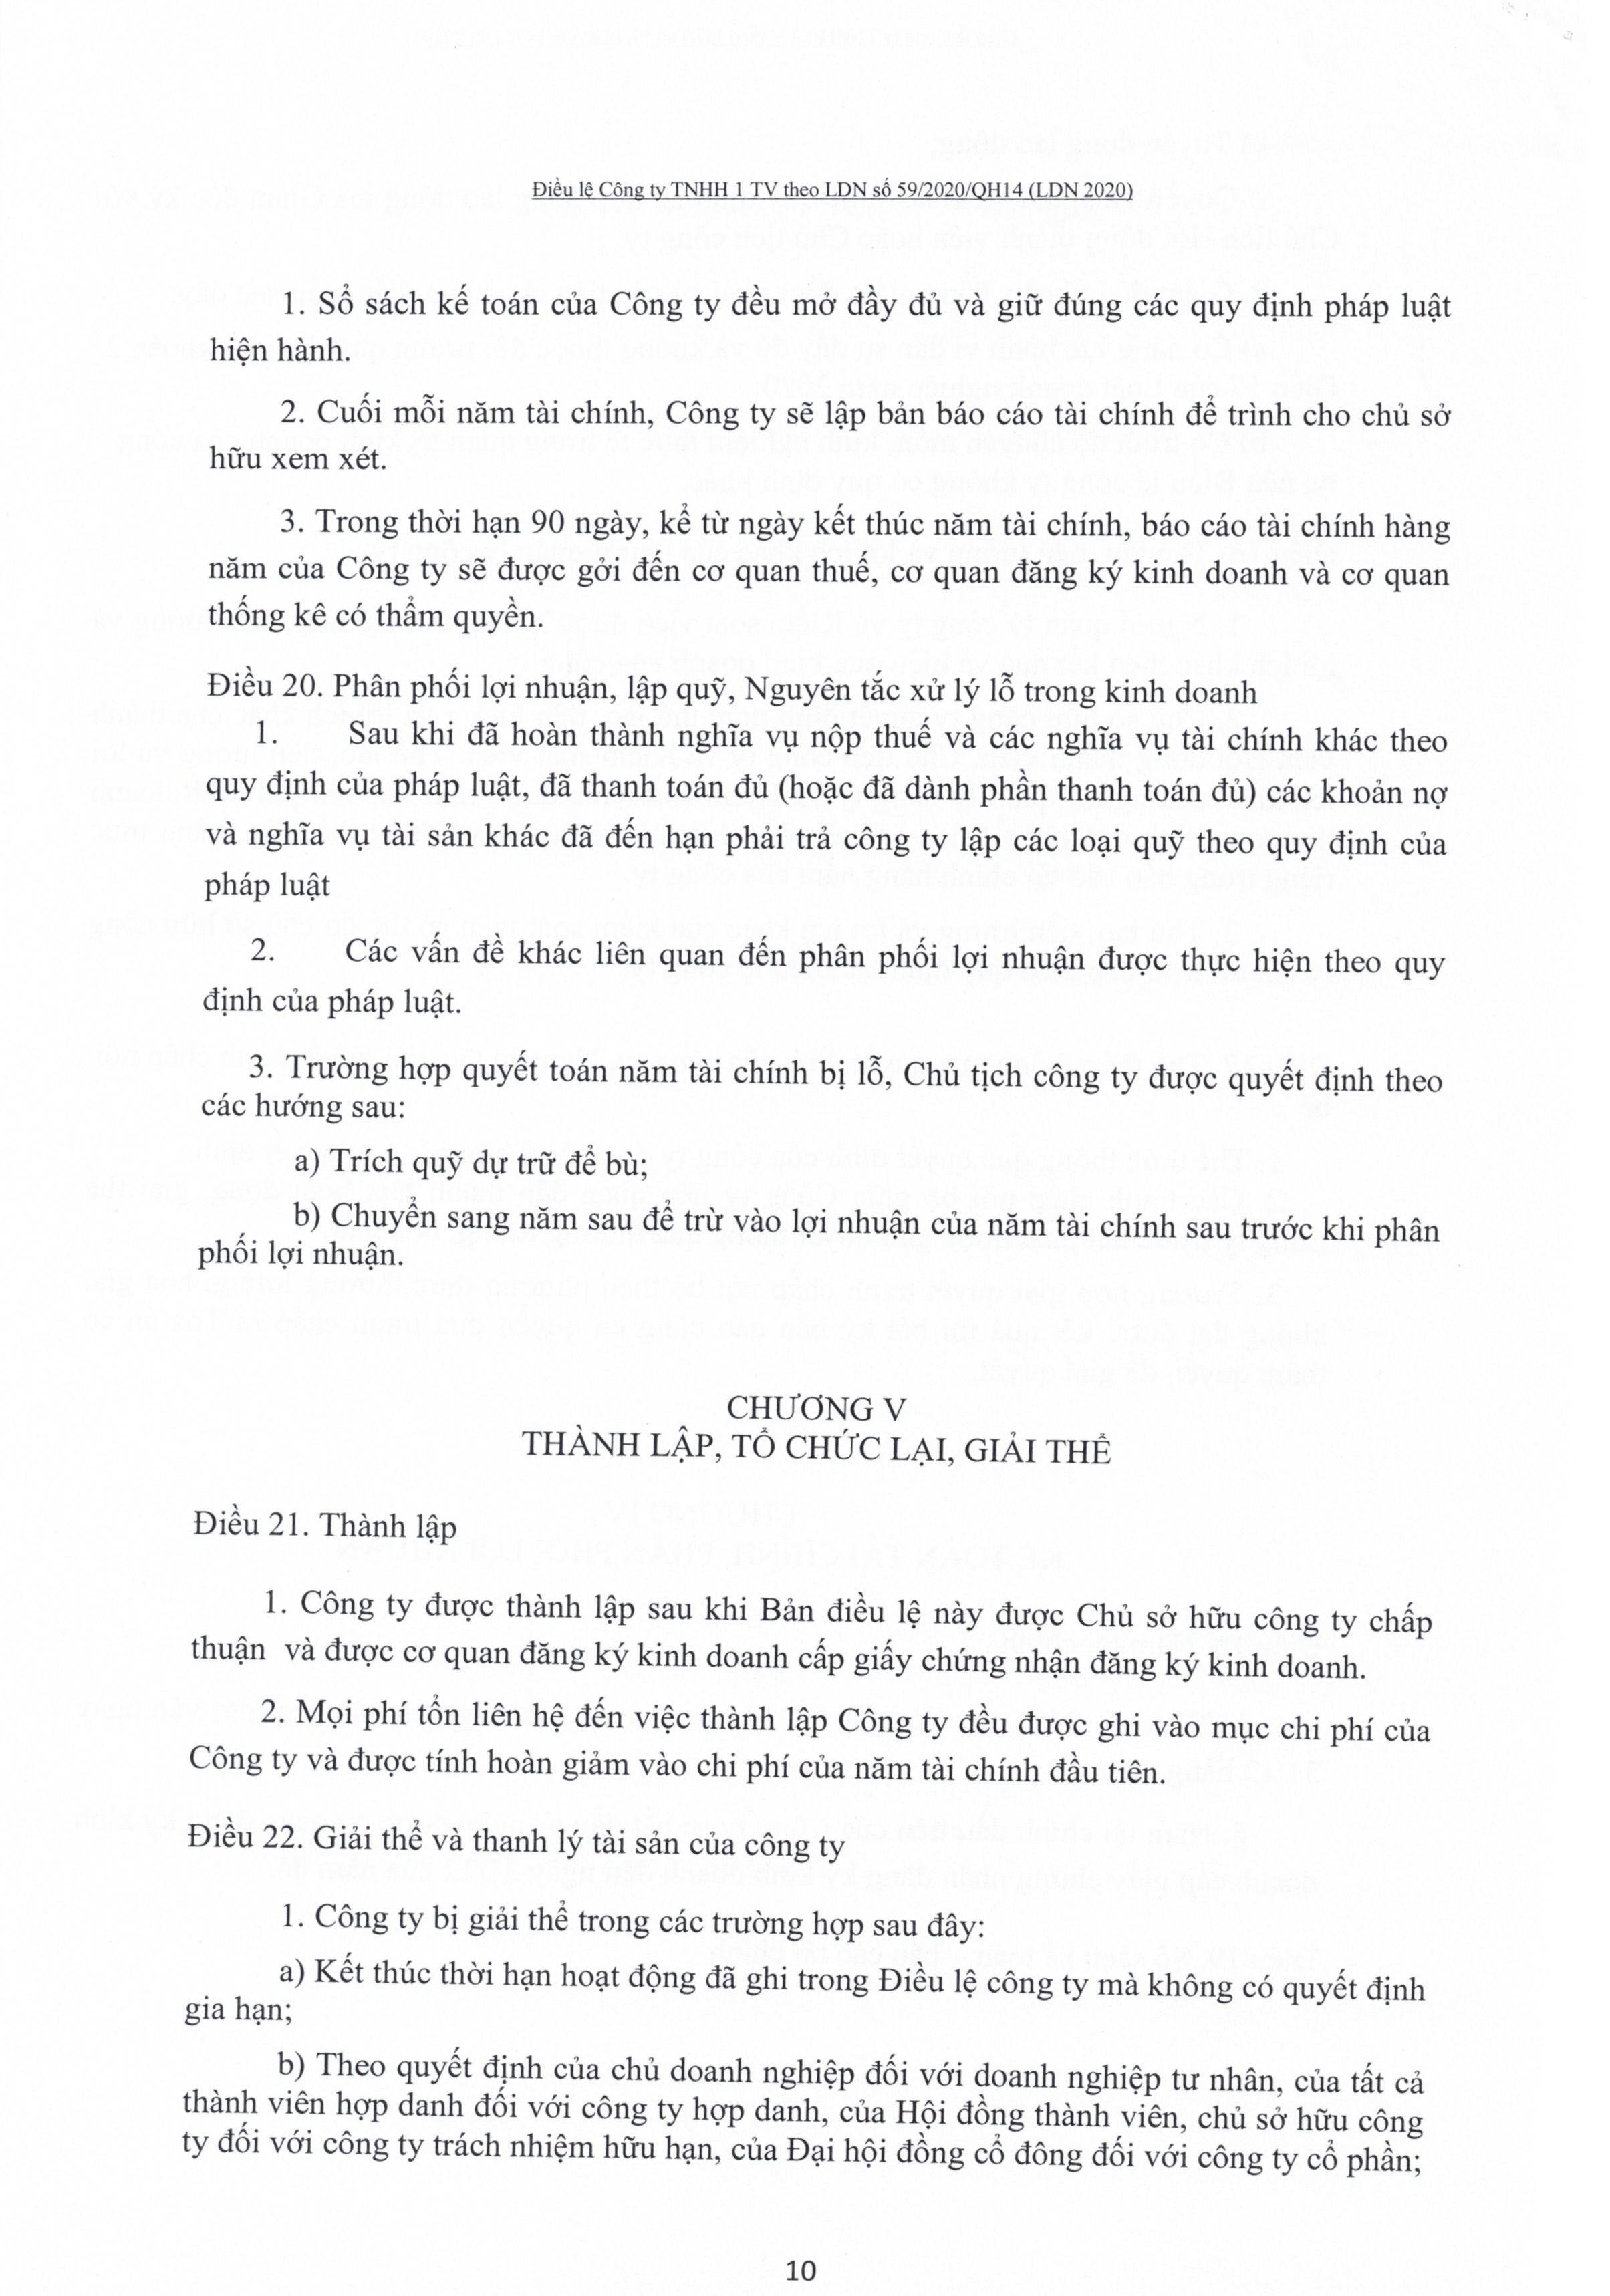 Điều lệ Công ty TNHH 1 TV theo LDN số 59/2020/QH14 (LDN 2020)
1. Sổ sách kế toán của Công ty đều mở đầy đủ và giữ đúng các quy định pháp luật
hiện hành.
2. Cuối mỗi năm tài chính, Công ty sẽ lập bản báo cáo tài chính để trình cho chủ sở
hữu xem xét.
3. Trong thời hạn 90 ngày, kể từ ngày kết thúc năm tài chính, báo cáo tài chính hàng
năm của Công ty sẽ được gởi đến cơ quan thuế, cơ quan đăng ký kinh doanh và cơ quan
thống kê có thẩm quyền.
Điều 20. Phân phối lợi nhuận, lập quỹ, Nguyên tắc xử lý lỗ trong kinh doanh
1. Sau khi đã hoàn thành nghĩa vụ nộp thuế và các nghĩa vụ tài chính khác theo
quy định của pháp luật, đã thanh toán đủ (hoặc đã dành phần thanh toán đủ) các khoản nợ
và nghĩa vụ tài sản khác đã đến hạn phải trả công ty lập các loại quỹ theo quy định của
pháp luật
2. Các vấn đề khác liên quan đến phân phối lợi nhuận được thực hiện theo quy
định của pháp luật.
3. Trường hợp quyết toán năm tài chính bị lỗ, Chủ tịch công ty được quyết định theo
các hướng sau:
a) Trích quỹ dự trữ để bù;
b) Chuyển sang năm sau để trừ vào lợi nhuận của năm tài chính sau trước khi phân
phối lợi nhuận.
CHƯƠNG V
THÀNH LẬP, TỔ CHỨC LẠI, GIẢI THỂ
Điều 21. Thành lập
1. Công ty được thành lập sau khi Bản điều lệ này được Chủ sở hữu công ty chấp
thuận và được cơ quan đăng ký kinh doanh cấp giấy chứng nhận đăng ký kinh doanh.
2. Mọi phí tổn liên hệ đến việc thành lập Công ty đều được ghi vào mục chi phí của
Công ty và được tính hoàn giảm vào chi phí của năm tài chính đầu tiên.
Điều 22. Giải thể và thanh lý tài sản của công ty
1. Công ty bị giải thể trong các trường hợp sau đây:
a) Kết thúc thời hạn hoạt động đã ghi trong Điều lệ công ty mà không có quyết định
gia hạn;
b) Theo quyết định của chủ doanh nghiệp đối với doanh nghiệp tư nhân, của tất cả
thành viên hợp danh đối với công ty hợp danh, của Hội đồng thành viên, chủ sở hữu công
ty đối với công ty trách nhiệm hữu hạn, của Đại hội đồng cổ đông đối với công ty cổ phần;
10